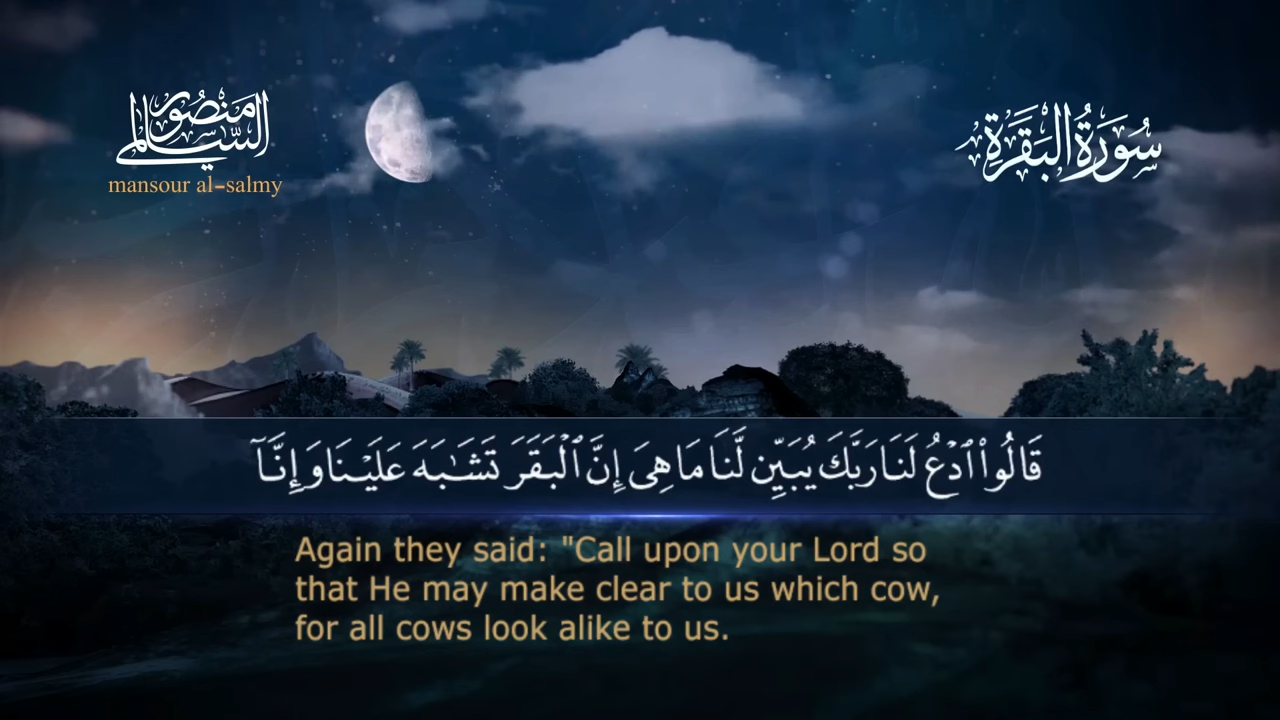 منصور السالمي
mansour al-salmy
سُورَةُ البَقَرَةِ
قَالُوا۟ ٱدْعُ لَنَا رَبَّكَ يُبَيِّن لَّنَا مَا هِىَ إِنَّ ٱلْبَقَرَ تَشَـٰبَهَ عَلَيْنَا وَإِنَّآ
Again they said: "Call upon your Lord so
that He may make clear to us which cow,
for all cows look alike to us.